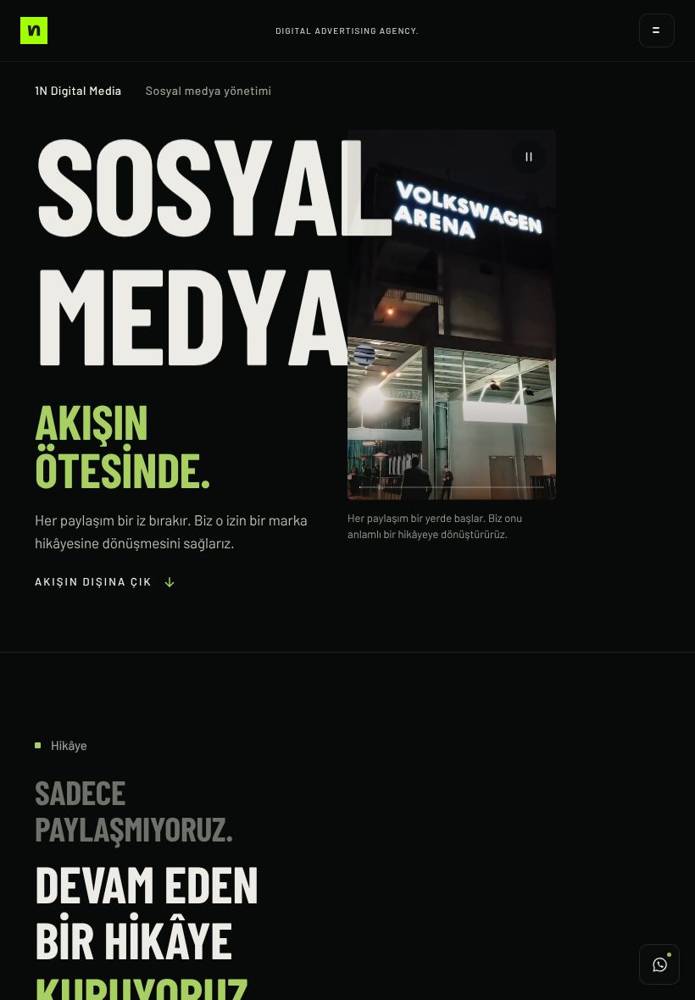 DIGITAL ADVERTISING AGENCY.
1N Digital Media
Sosyal medya yönetimi
SOSYAL
MEDYA
VOLKSWAGEN
ARENA
AKIŞIN
ÖTESİNDE.
Her paylaşım bir iz bırakır. Biz o izin bir marka
hikâyesine dönüşmesini sağlarız.
Her paylaşım bir yerde başlar. Biz onu
anlamlı bir hikâyeye dönüştürürüz.
AKIŞIN DIŞINA ÇIK
Hikâye
SADECE
PAYLAŞMIYORUZ.
DEVAM EDEN
BİR HİKÂYE
KURUYORUZ